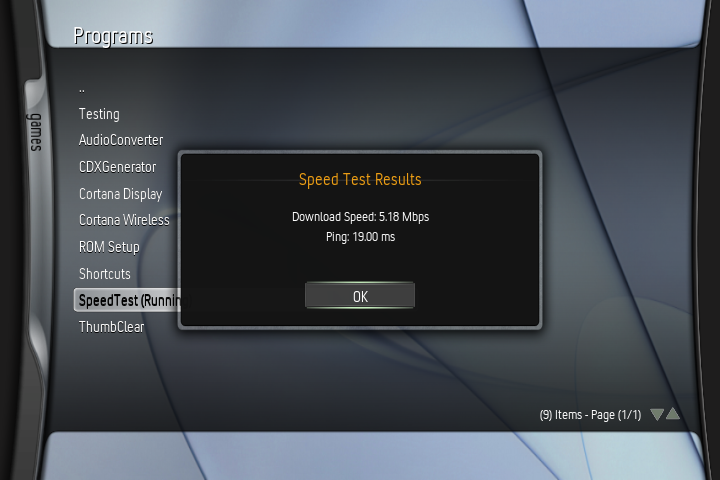 Programs
games
..
Testing
AudioConverter
CDXGenerator
Cortana Display
Cortana Wireless
ROM Setup
Shortcuts
SpeedTest (Runnin
ThumbClear
Speed Test Results
Download Speed: 5.18 Mbps
Ping: 19.00 ms
OK
(9) Items - Page (1/1)